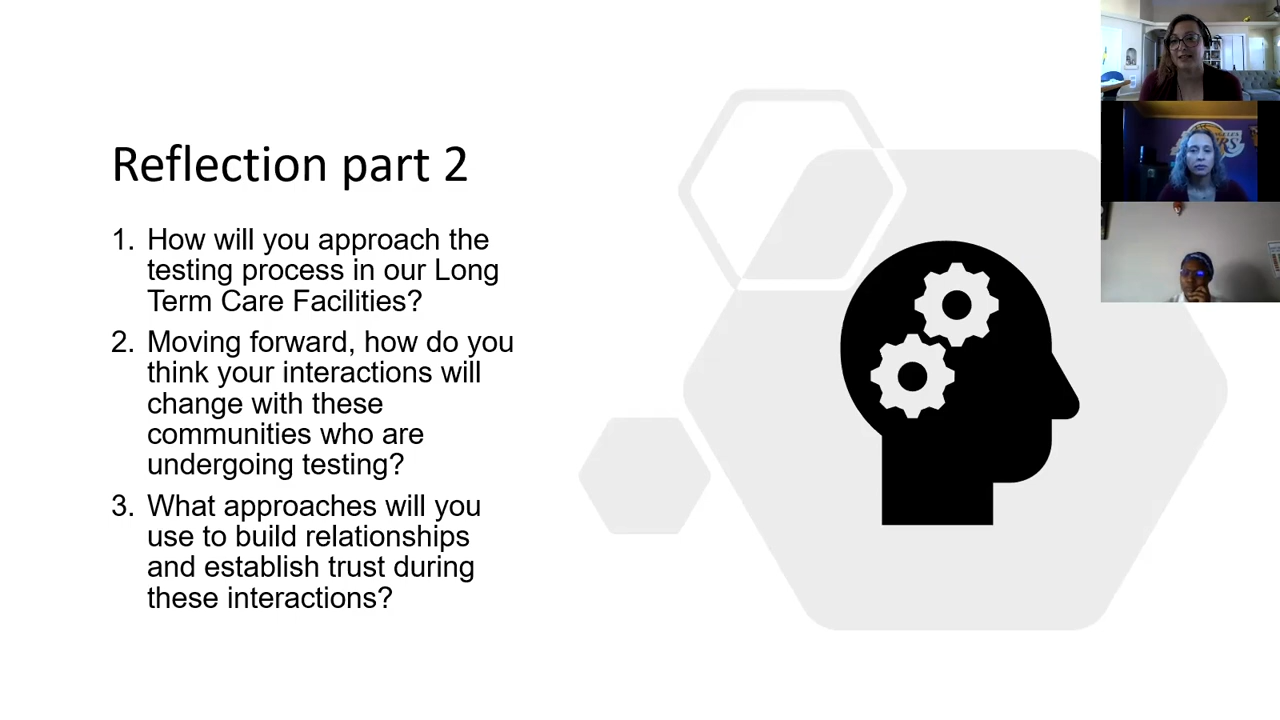 Reflection part 2
1. How will you approach the
testing process in our Long
Term Care Facilities?
2. Moving forward, how do you
think your interactions will
change with these
communities who are
undergoing testing?
3. What approaches will you
use to build relationships
and establish trust during
these interactions?